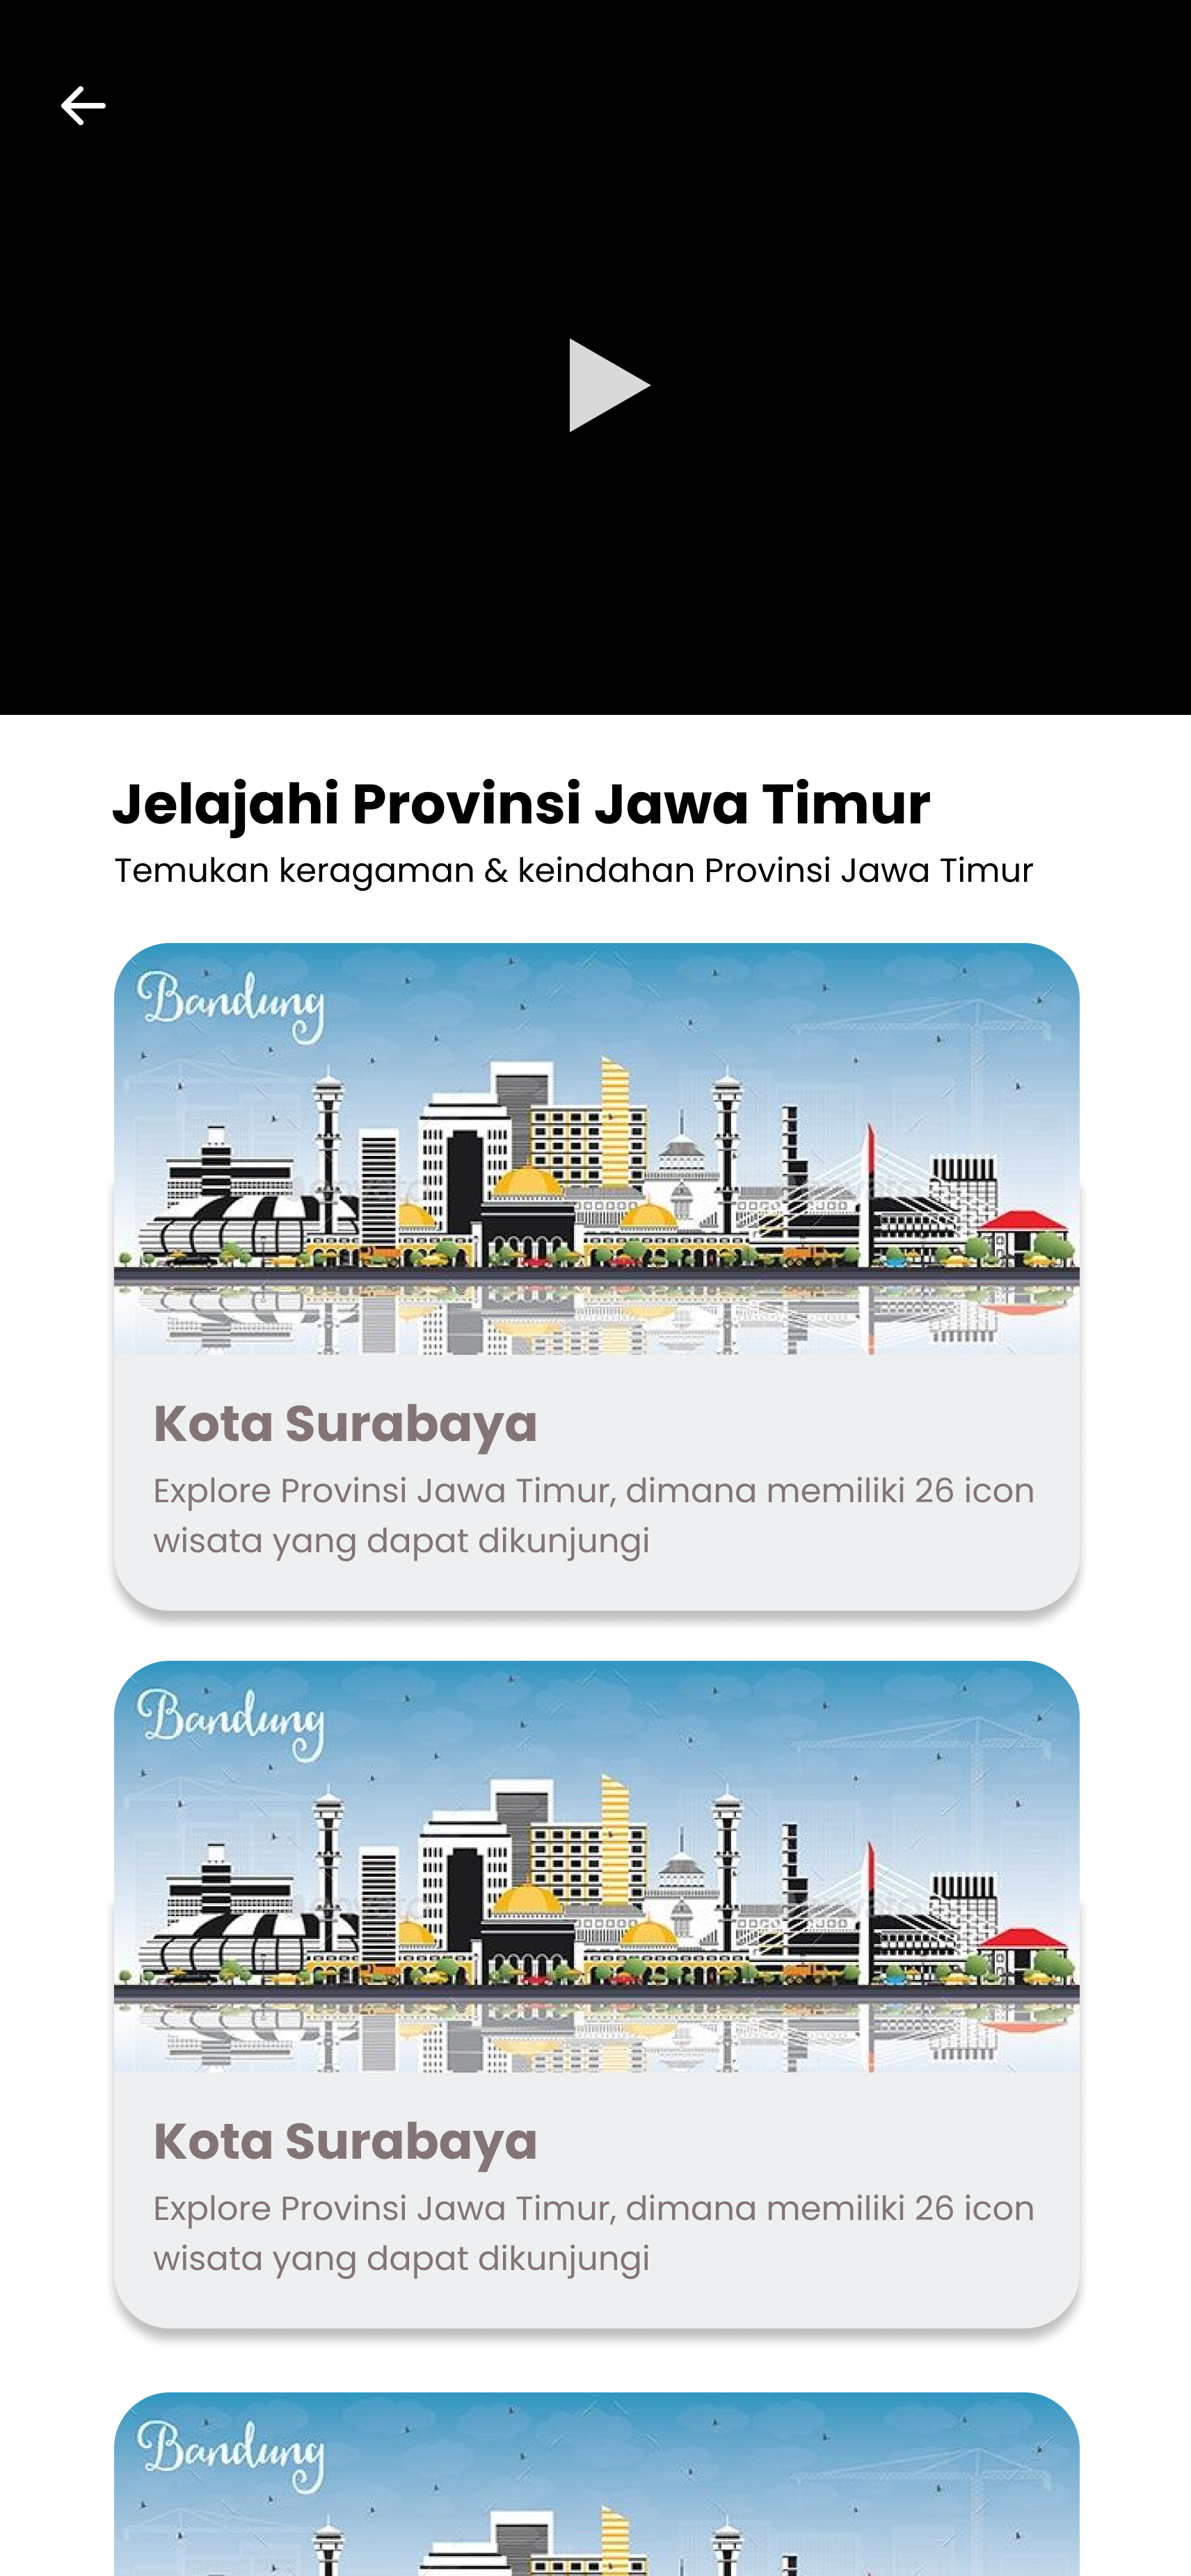 Jelajahi Provinsi Jawa Timur
Temukan keragaman & keindahan Provinsi Jawa Timur
Bandung
Kota Surabaya
Explore Provinsi Jawa Timur, dimana memiliki 26 icon
wisata yang dapat dikunjungi
Bandung
Kota Surabaya
Explore Provinsi Jawa Timur, dimana memiliki 26 icon
wisata yang dapat dikunjungi
Bandung